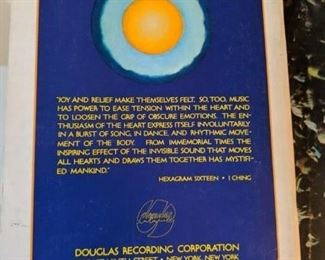 "JOY AND RELIEF MAKE THEMSELVES FELT. SO, TOO, MUSIC
HAS POWER TO EASE TENSION WITHIN THE HEART AND
TO LOOSEN THE GRIP OF OBSCURE EMOTIONS. THE EN-
THUSIASM OF THE HEART EXPRESS ITSELF INVOLUNTARILY
IN A BURST OF SONG, IN DANCE, AND RHYTHMIC MOVE-
MENT OF THE BODY. FROM IMMEMORIAL TIMES THE
INSPIRING EFFECT OF THE INVISIBLE SOUND THAT MOVES
ALL HEARTS AND DRAWS THEM TOGETHER HAS MYSTIFI-
ED MANKIND."
HEXAGRAM SIXTEEN • I CHING
DOUGLAS RECORDING CORPORATION
STREET • NEW YORK, NEW YORK